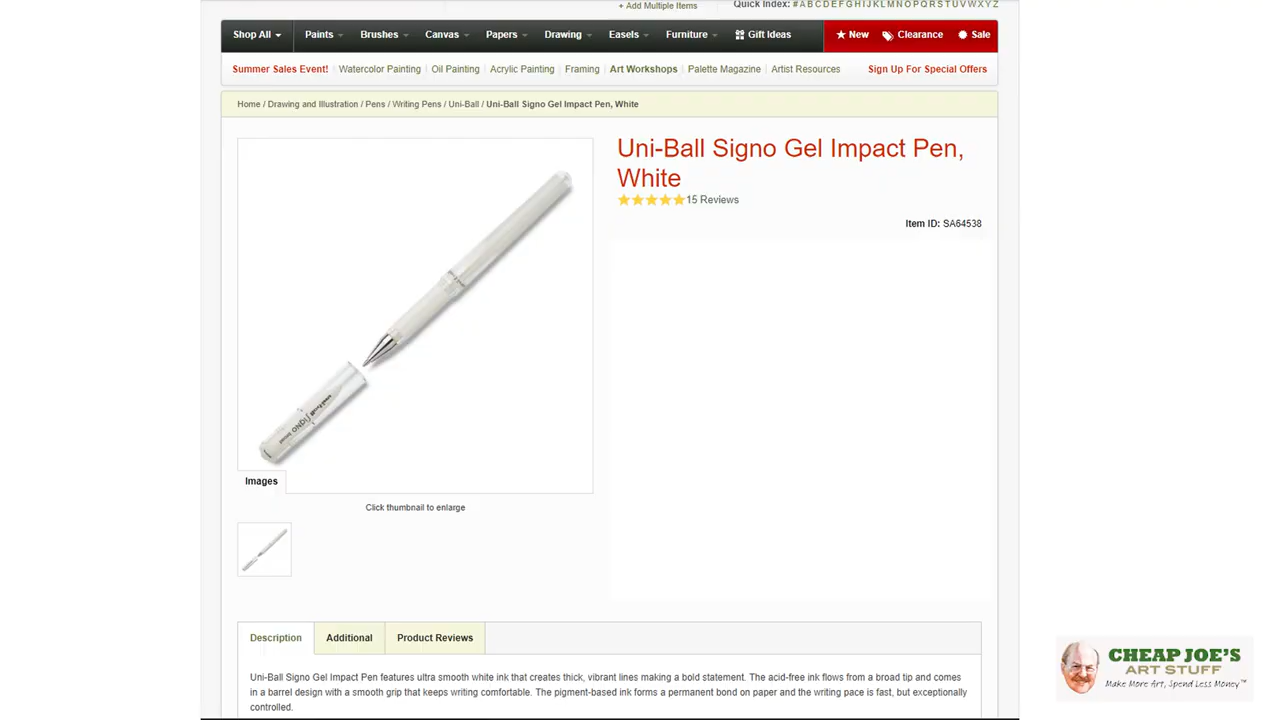 + Add Multiple Items
Quick Index: # A B C D E F G H I J K L M N O P Q R S T U V W X Y Z
Shop All Paints Brushes Canvas Papers Drawing Easels Furniture Gift Ideas New Clearance Sale
Summer Sales Event! Watercolor Painting Oil Painting Acrylic Painting Framing Art Workshops Palette Magazine Artist Resources Sign Up For Special Offers
Home / Drawing and Illustration / Pens / Writing Pens / Uni-Ball / Uni-Ball Signo Gel Impact Pen, White
Uni-Ball Signo Gel Impact Pen,
White
15 Reviews
Item ID: SA64538
SIGNO
Images
Click thumbnail to enlarge
Description Additional Product Reviews
Uni-Ball Signo Gel Impact Pen features ultra smooth white ink that creates thick, vibrant lines making a bold statement. The acid-free ink flows from a broad tip and comes
in a barrel design with a smooth grip that keeps writing comfortable. The pigment-based ink forms a permanent bond on paper and the writing pace is fast, but exceptionally
controlled.
CHEAP JOE'S
ART STUFF
Make More Art, Spend Less Money™